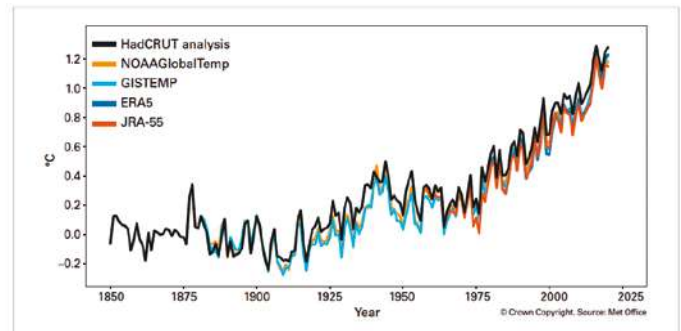 HadCRUT analysis
NOAAGlobalTemp
GISTEMP
ERA5
JRA-55
°C
1.2
1.0
0.8
0.6
0.4
0.2
0.0
−0.2
1850 1875 1900 1925 1950 1975 2000 2025
Year
© Crown Copyright. Source: Met Office